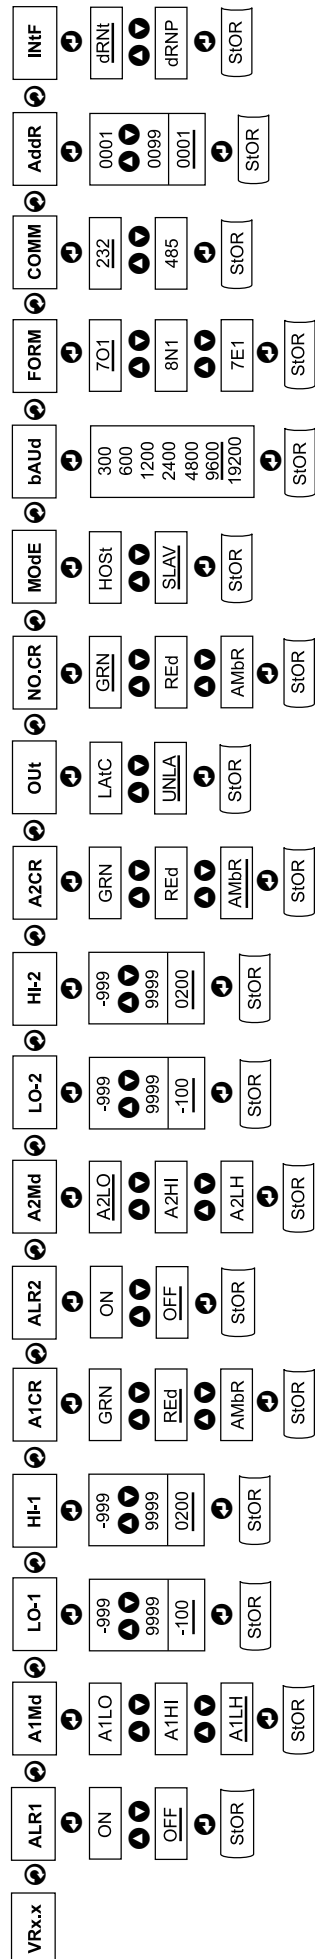 VRx.x
ALR1
ON
OFF
StOR
A1Md
A1LO
A1HI
A1LH
StOR
LO-1
-999
9999
-100
StOR
HI-1
-999
9999
0200
StOR
A1CR
GRN
REd
AMbR
StOR
ALR2
ON
OFF
StOR
A2Md
A2LO
A2HI
A2LH
StOR
LO-2
-999
9999
-100
StOR
HI-2
-999
9999
0200
StOR
A2CR
GRN
REd
AMbR
StOR
OUt
LAtC
UNLA
StOR
NO.CR
GRN
REd
AMbR
StOR
MOdE
HOSt
SLAV
StOR
bAUd
300
600
1200
2400
4800
9600
19200
StOR
FORM
7O1
8N1
7E1
StOR
COMM
232
485
StOR
AddR
0001
0099
0001
StOR
INtF
dRNt
dRNP
StOR